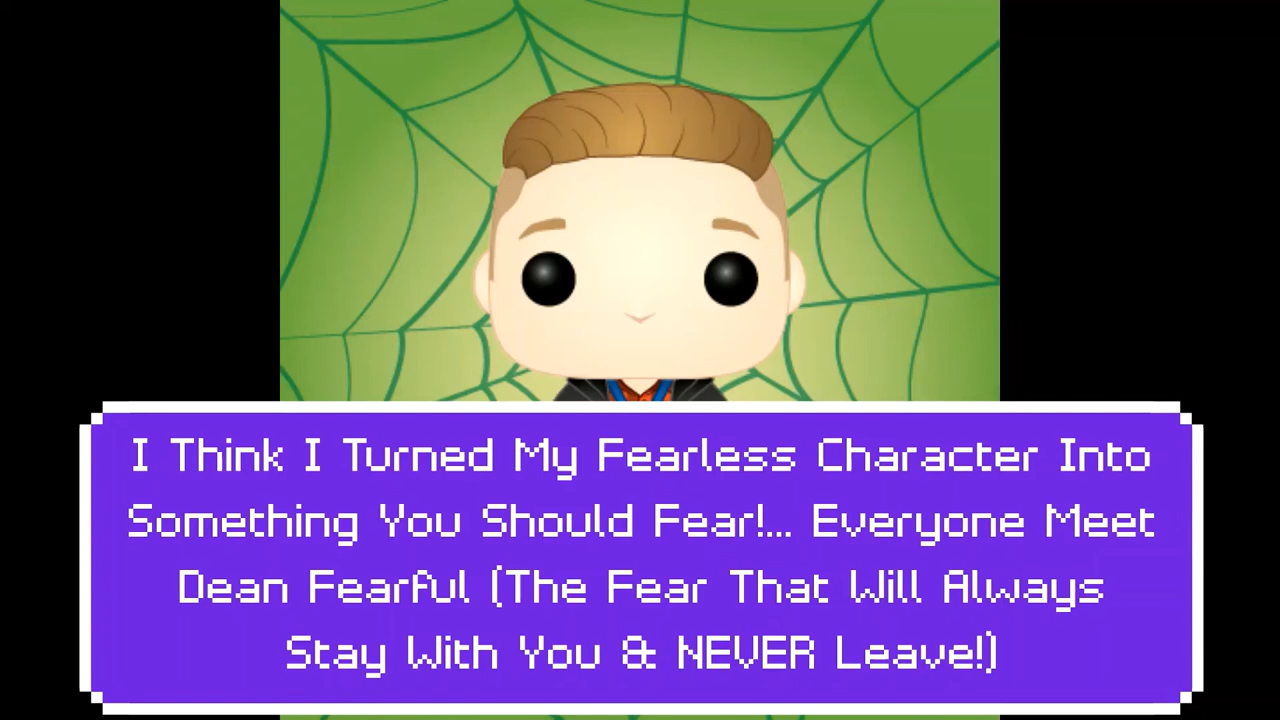 I Think I Turned My Fearless Character Into
Something You Should Fear!... Everyone Meet
Dean Fearful (The Fear That Will Always
Stay With You & NEVER Leave!)